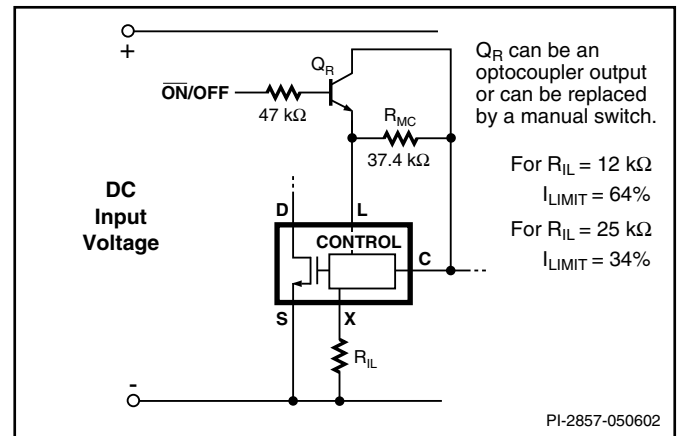 +
Q_R
ON/OFF
47 kΩ
R_MC
37.4 kΩ
Q_R can be an
optocoupler output
or can be replaced
by a manual switch.
For R_IL = 12 kΩ
I_LIMIT = 64%
For R_IL = 25 kΩ
I_LIMIT = 34%
DC
Input
Voltage
D
L
CONTROL
C
S
X
R_IL
-
PI-2857-050602